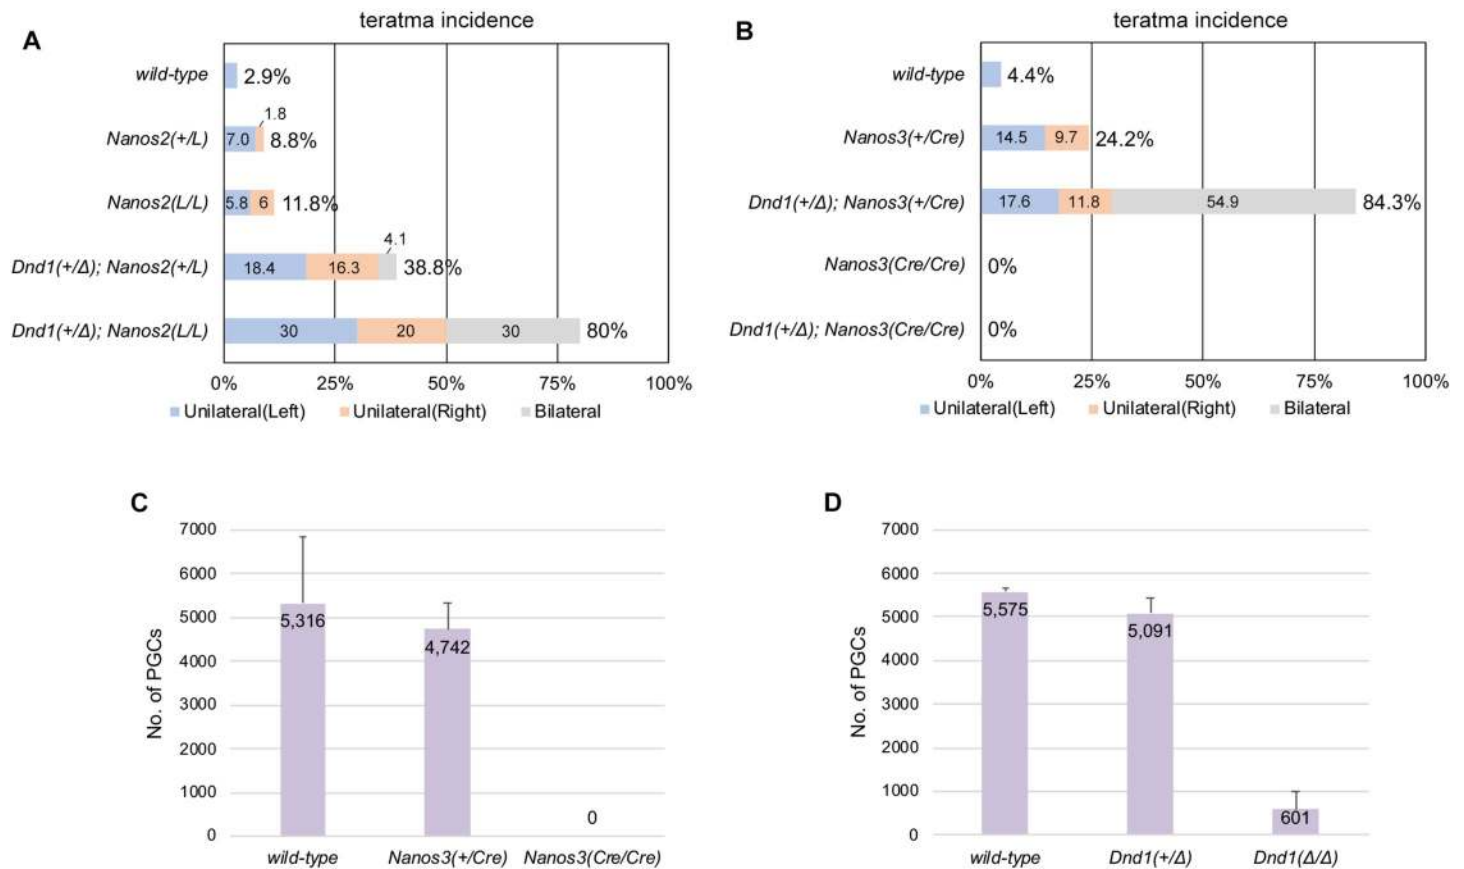 A
teratma incidence
wild-type
2.9%
Nanos2(+/L)
7.0
1.8
8.8%
Nanos2(L/L)
5.8
6
11.8%
Dnd1(+/Δ); Nanos2(+/L)
18.4
16.3
4.1
38.8%
Dnd1(+/Δ); Nanos2(L/L)
30
20
30
80%
0%
25%
50%
75%
100%
Unilateral(Left)
Unilateral(Right)
Bilateral
B
teratma incidence
wild-type
4.4%
Nanos3(+/Cre)
14.5
9.7
24.2%
Dnd1(+/Δ); Nanos3(+/Cre)
17.6
11.8
54.9
84.3%
Nanos3(Cre/Cre)
0%
Dnd1(+/Δ); Nanos3(Cre/Cre)
0%
0%
25%
50%
75%
100%
Unilateral(Left)
Unilateral(Right)
Bilateral
C
No. of PGCs
7000
6000
5000
4000
3000
2000
1000
0
5,316
4,742
0
wild-type
Nanos3(+/Cre)
Nanos3(Cre/Cre)
D
No. of PGCs
7000
6000
5000
4000
3000
2000
1000
0
5,575
5,091
601
wild-type
Dnd1(+/Δ)
Dnd1(Δ/Δ)